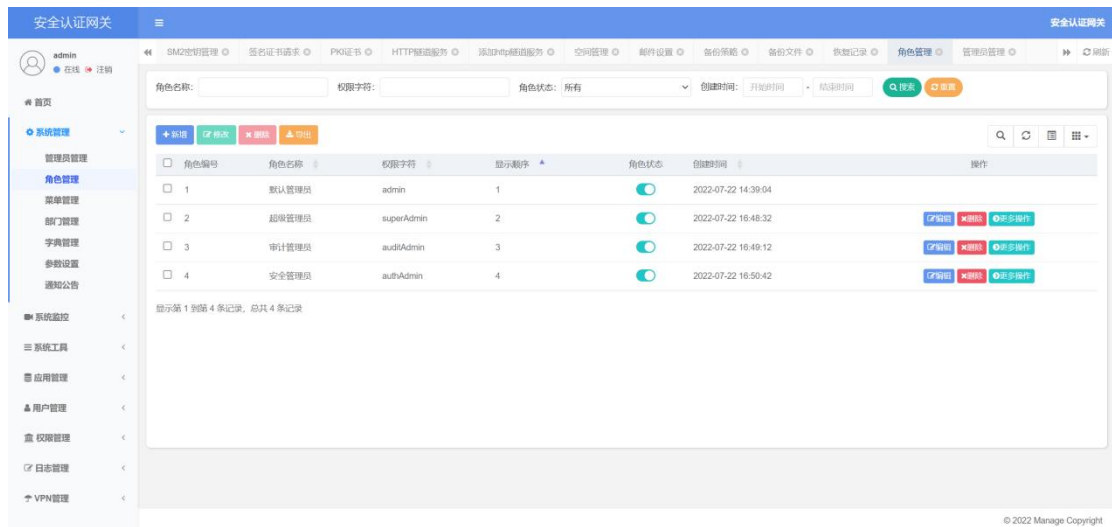 安全认证网关
安全认证网关
admin
在线 注销
SM2密钥管理 签名证书请求 PKI证书 HTTP隧道服务 添加http隧道服务 空间管理 邮件设置 备份策略 备份文件 恢复记录 角色管理 管理员管理 刷新
首页
系统管理
管理员管理
角色管理
菜单管理
部门管理
字典管理
参数设置
通知公告
系统监控
系统工具
应用管理
用户管理
权限管理
日志管理
VPN管理
角色名称: 权限字符: 角色状态: 所有 创建时间: 开始时间 - 结束时间 搜索 重置
新增 修改 删除 导出
角色编号 角色名称 权限字符 显示顺序 角色状态 创建时间 操作
1 默认管理员 admin 1 2022-07-22 14:39:04
2 超级管理员 superAdmin 2 2022-07-22 16:48:32 编辑 删除 更多操作
3 审计管理员 auditAdmin 3 2022-07-22 16:49:12 编辑 删除 更多操作
4 安全管理员 authAdmin 4 2022-07-22 16:50:42 编辑 删除 更多操作
显示第 1 到第 4 条记录，总共 4 条记录
© 2022 Manage Copyright